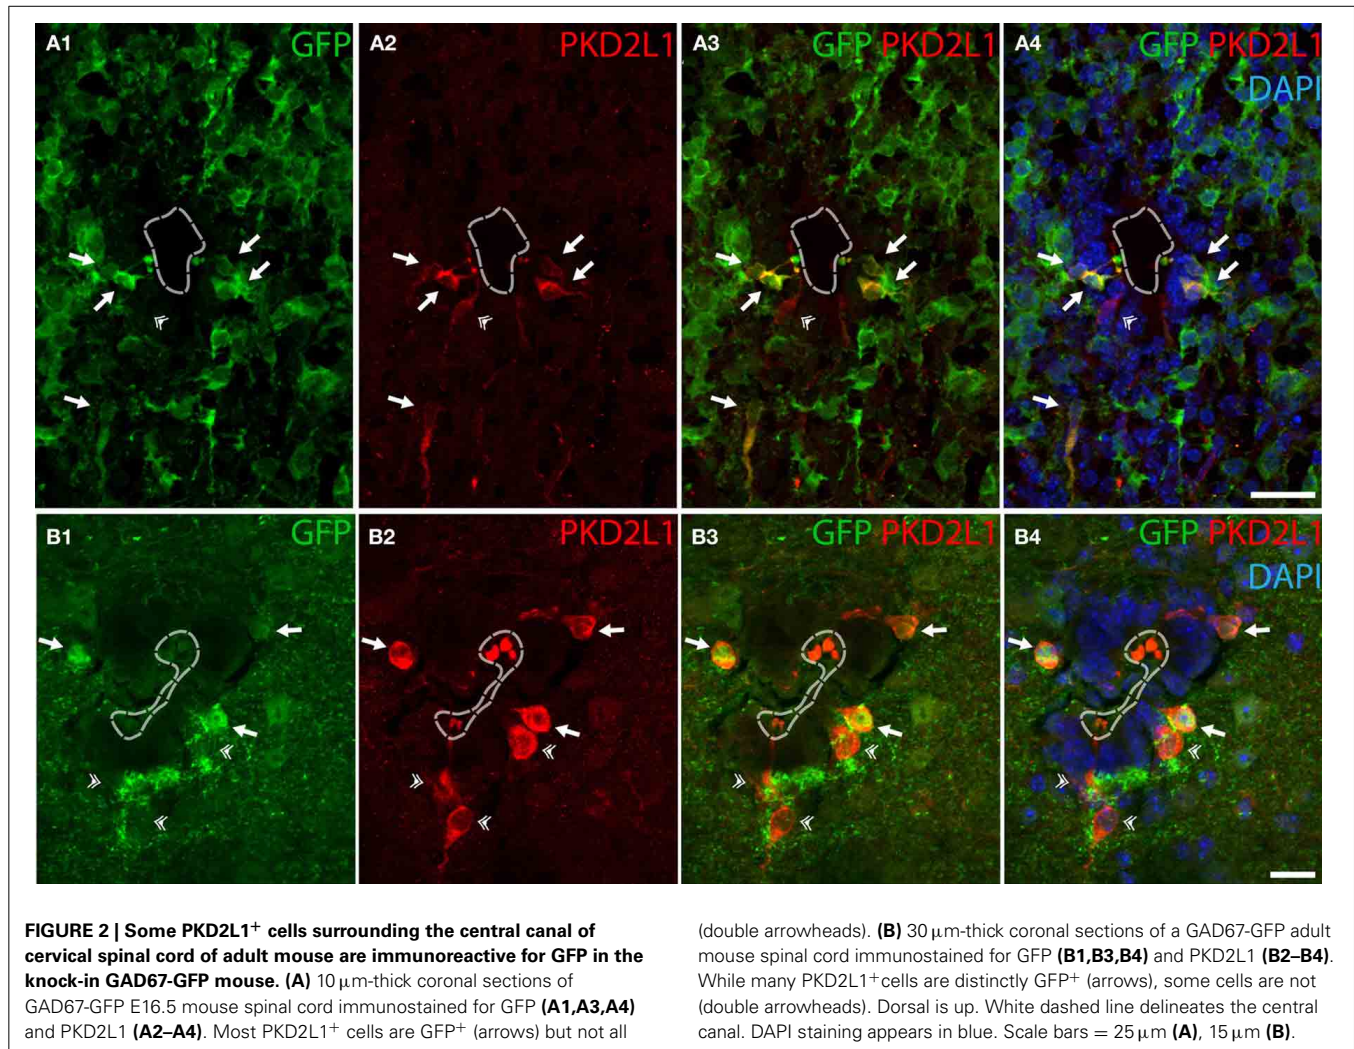 A1 GFP
A2 PKD2L1
A3 GFP PKD2L1
A4 GFP PKD2L1
DAPI
B1 GFP
B2 PKD2L1
B3 GFP PKD2L1
B4 GFP PKD2L1
DAPI
FIGURE 2 | Some PKD2L1⁺ cells surrounding the central canal of
cervical spinal cord of adult mouse are immunoreactive for GFP in the
knock-in GAD67-GFP mouse. (A) 10 μm-thick coronal sections of
GAD67-GFP E16.5 mouse spinal cord immunostained for GFP (A1,A3,A4)
and PKD2L1 (A2–A4). Most PKD2L1⁺ cells are GFP⁺ (arrows) but not all
(double arrowheads). (B) 30 μm-thick coronal sections of a GAD67-GFP adult
mouse spinal cord immunostained for GFP (B1,B3,B4) and PKD2L1 (B2–B4).
While many PKD2L1⁺cells are distinctly GFP⁺ (arrows), some cells are not
(double arrowheads). Dorsal is up. White dashed line delineates the central
canal. DAPI staining appears in blue. Scale bars = 25 μm (A), 15 μm (B).